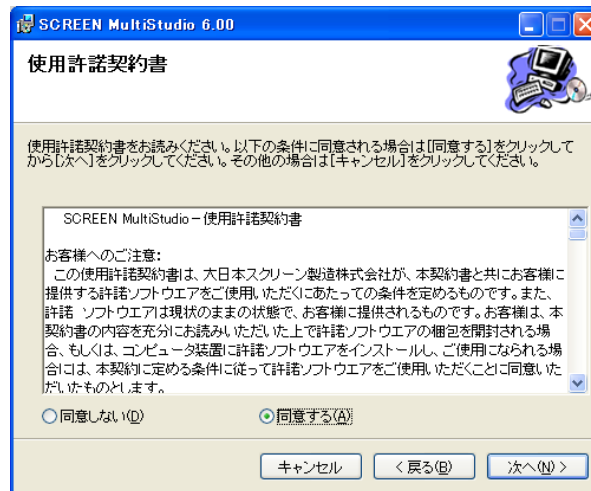 SCREEN MultiStudio 6.00
使用許諾契約書
使用許諾契約書をお読みください。以下の条件に同意される場合は[同意する]をクリックして
から[次へ]をクリックしてください。その他の場合は[キャンセル]をクリックしてください。
SCREEN MultiStudio－使用許諾契約書
お客様へのご注意:
この使用許諾契約書は、大日本スクリーン製造株式会社が、本契約書と共にお客様に
提供する許諾ソフトウエアをご使用いただくにあたっての条件を定めるものです。また、
許諾 ソフトウエアは現状のままの状態で、お客様に提供されるものです。お客様は、本
契約書の内容を充分にお読みいただいた上で許諾ソフトウエアの梱包を開封される場
合、もしくは、コンピュータ装置に許諾ソフトウエアをインストールし、ご使用になられる場
合には、本契約に定める条件に従って許諾ソフトウエアをご使用いただくことに同意いた
だいたものとします。
同意しない(D) 同意する(A)
キャンセル < 戻る(B) 次へ(N) >